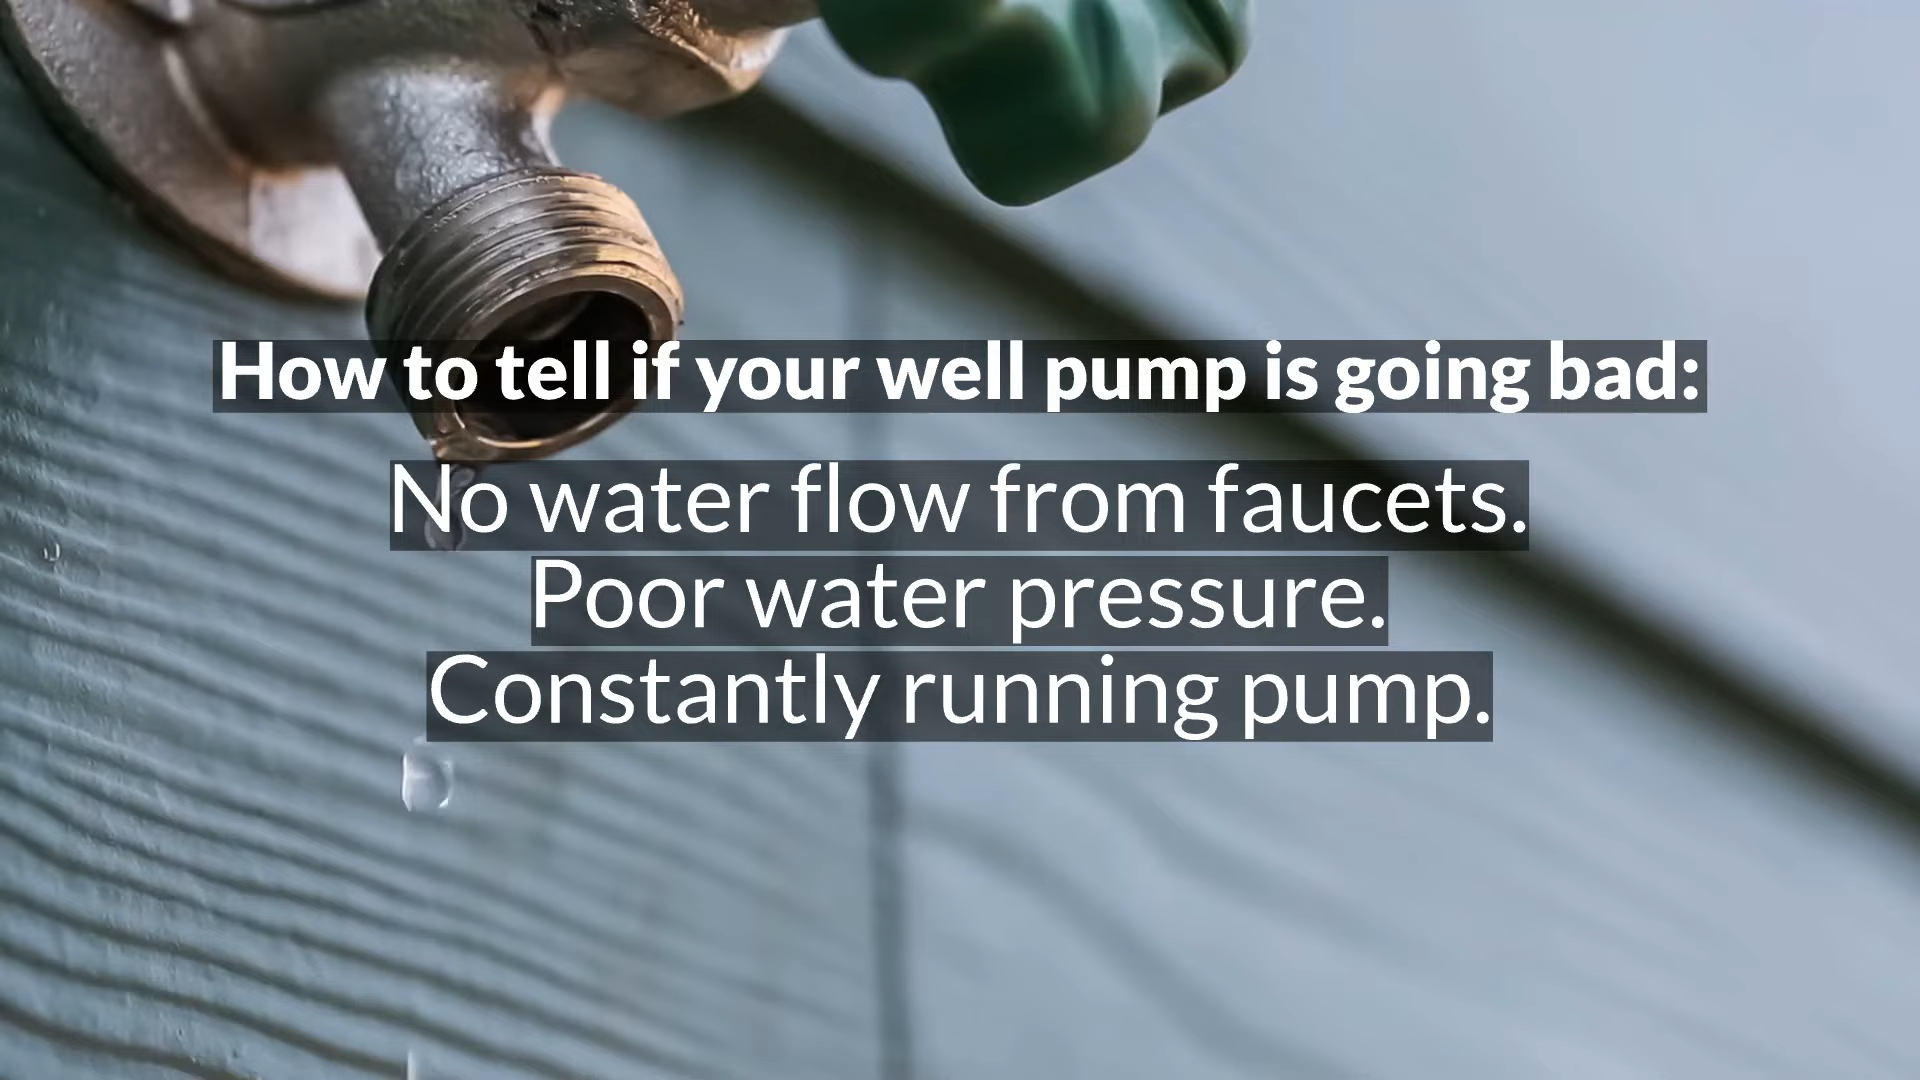 How to tell if your well pump is going bad:
No water flow from faucets.
Poor water pressure.
Constantly running pump.